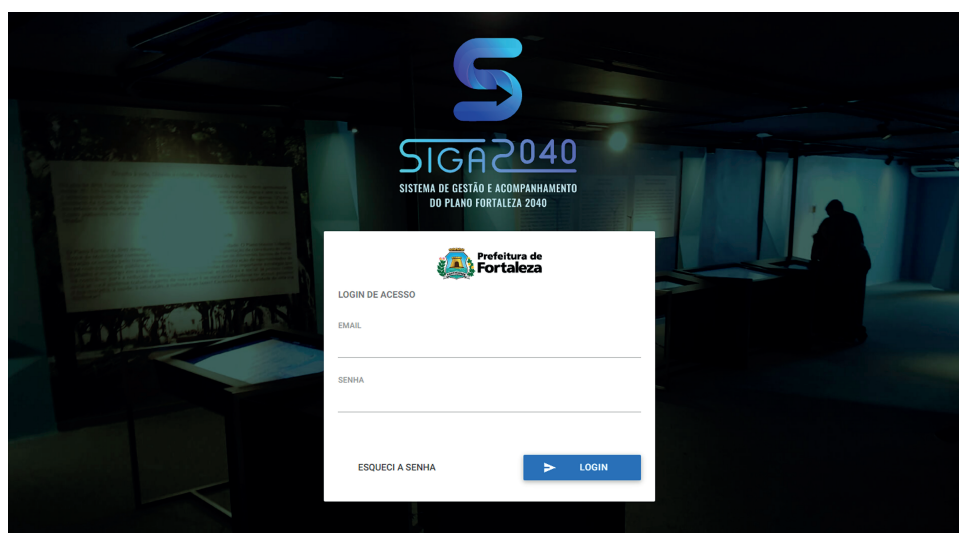 SIGA2040
SISTEMA DE GESTÃO E ACOMPANHAMENTO
DO PLANO FORTALEZA 2040
Prefeitura de
Fortaleza
LOGIN DE ACESSO
EMAIL
SENHA
ESQUECI A SENHA
LOGIN